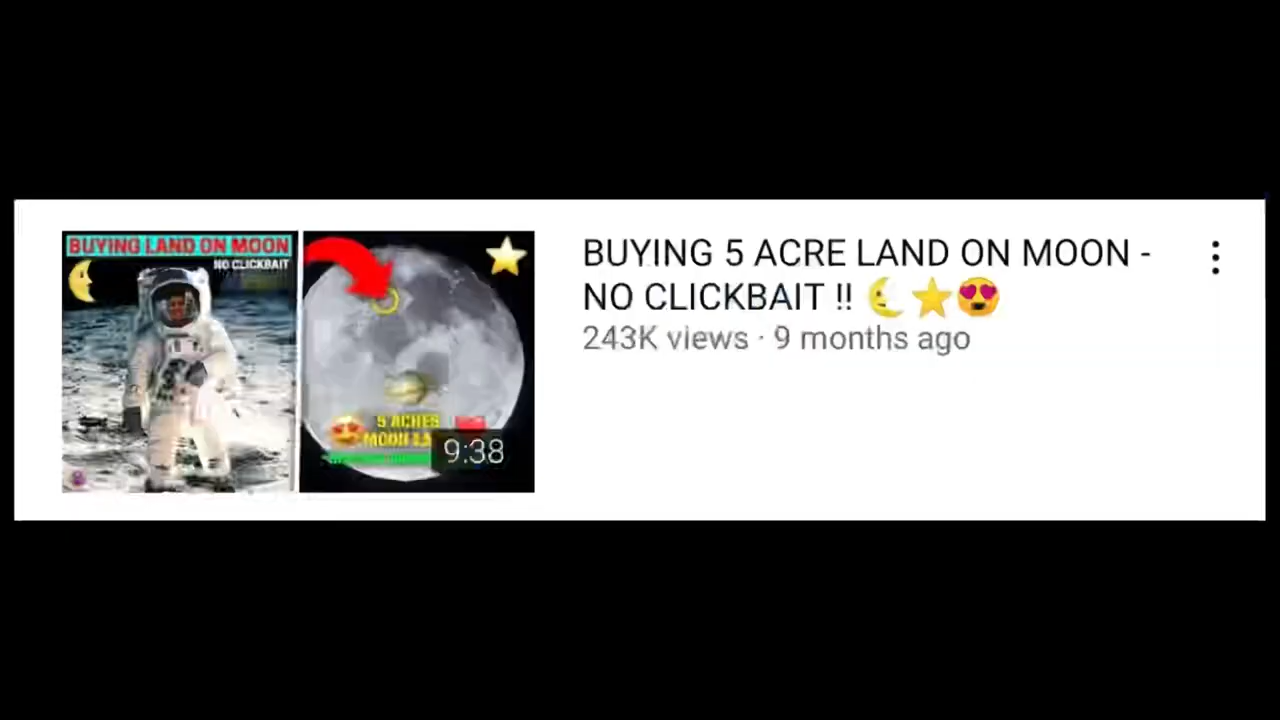 BUYING LAND ON MOON
NO CLICKBAIT
5 ACRES
MOON
9:38
BUYING 5 ACRE LAND ON MOON -
NO CLICKBAIT !! 🌜⭐😍
243K views · 9 months ago